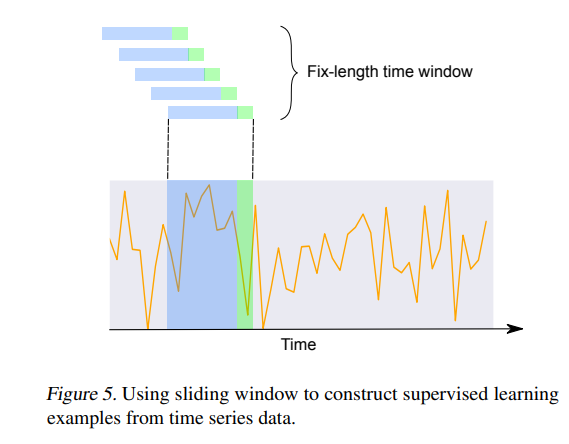 Fix-length time window
Time
Figure 5. Using sliding window to construct supervised learning
examples from time series data.